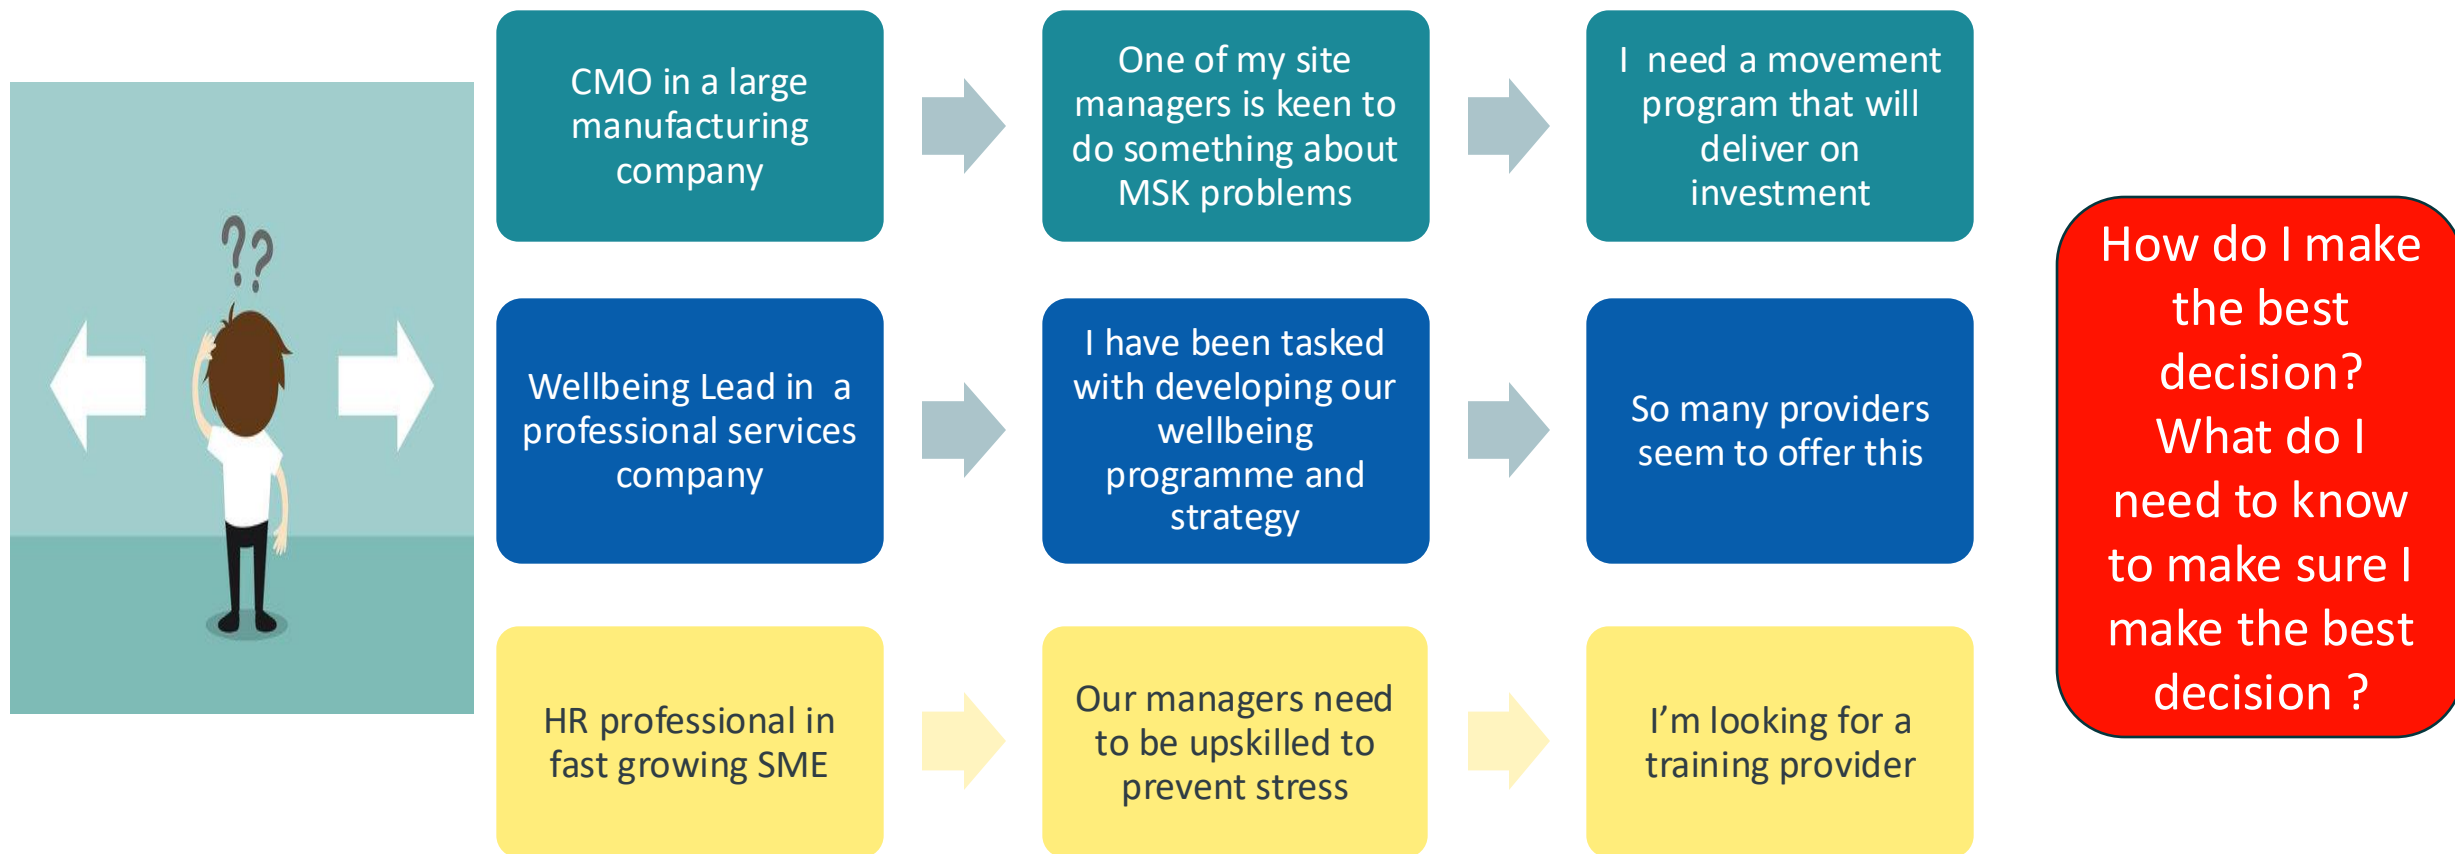 ??
CMO in a large
manufacturing
company
One of my site
managers is keen to
do something about
MSK problems
I need a movement
program that will
deliver on
investment
Wellbeing Lead in a
professional services
company
I have been tasked
with developing our
wellbeing
programme and
strategy
So many providers
seem to offer this
HR professional in
fast growing SME
Our managers need
to be upskilled to
prevent stress
I’m looking for a
training provider
How do I make
the best
decision?
What do I
need to know
to make sure I
make the best
decision ?